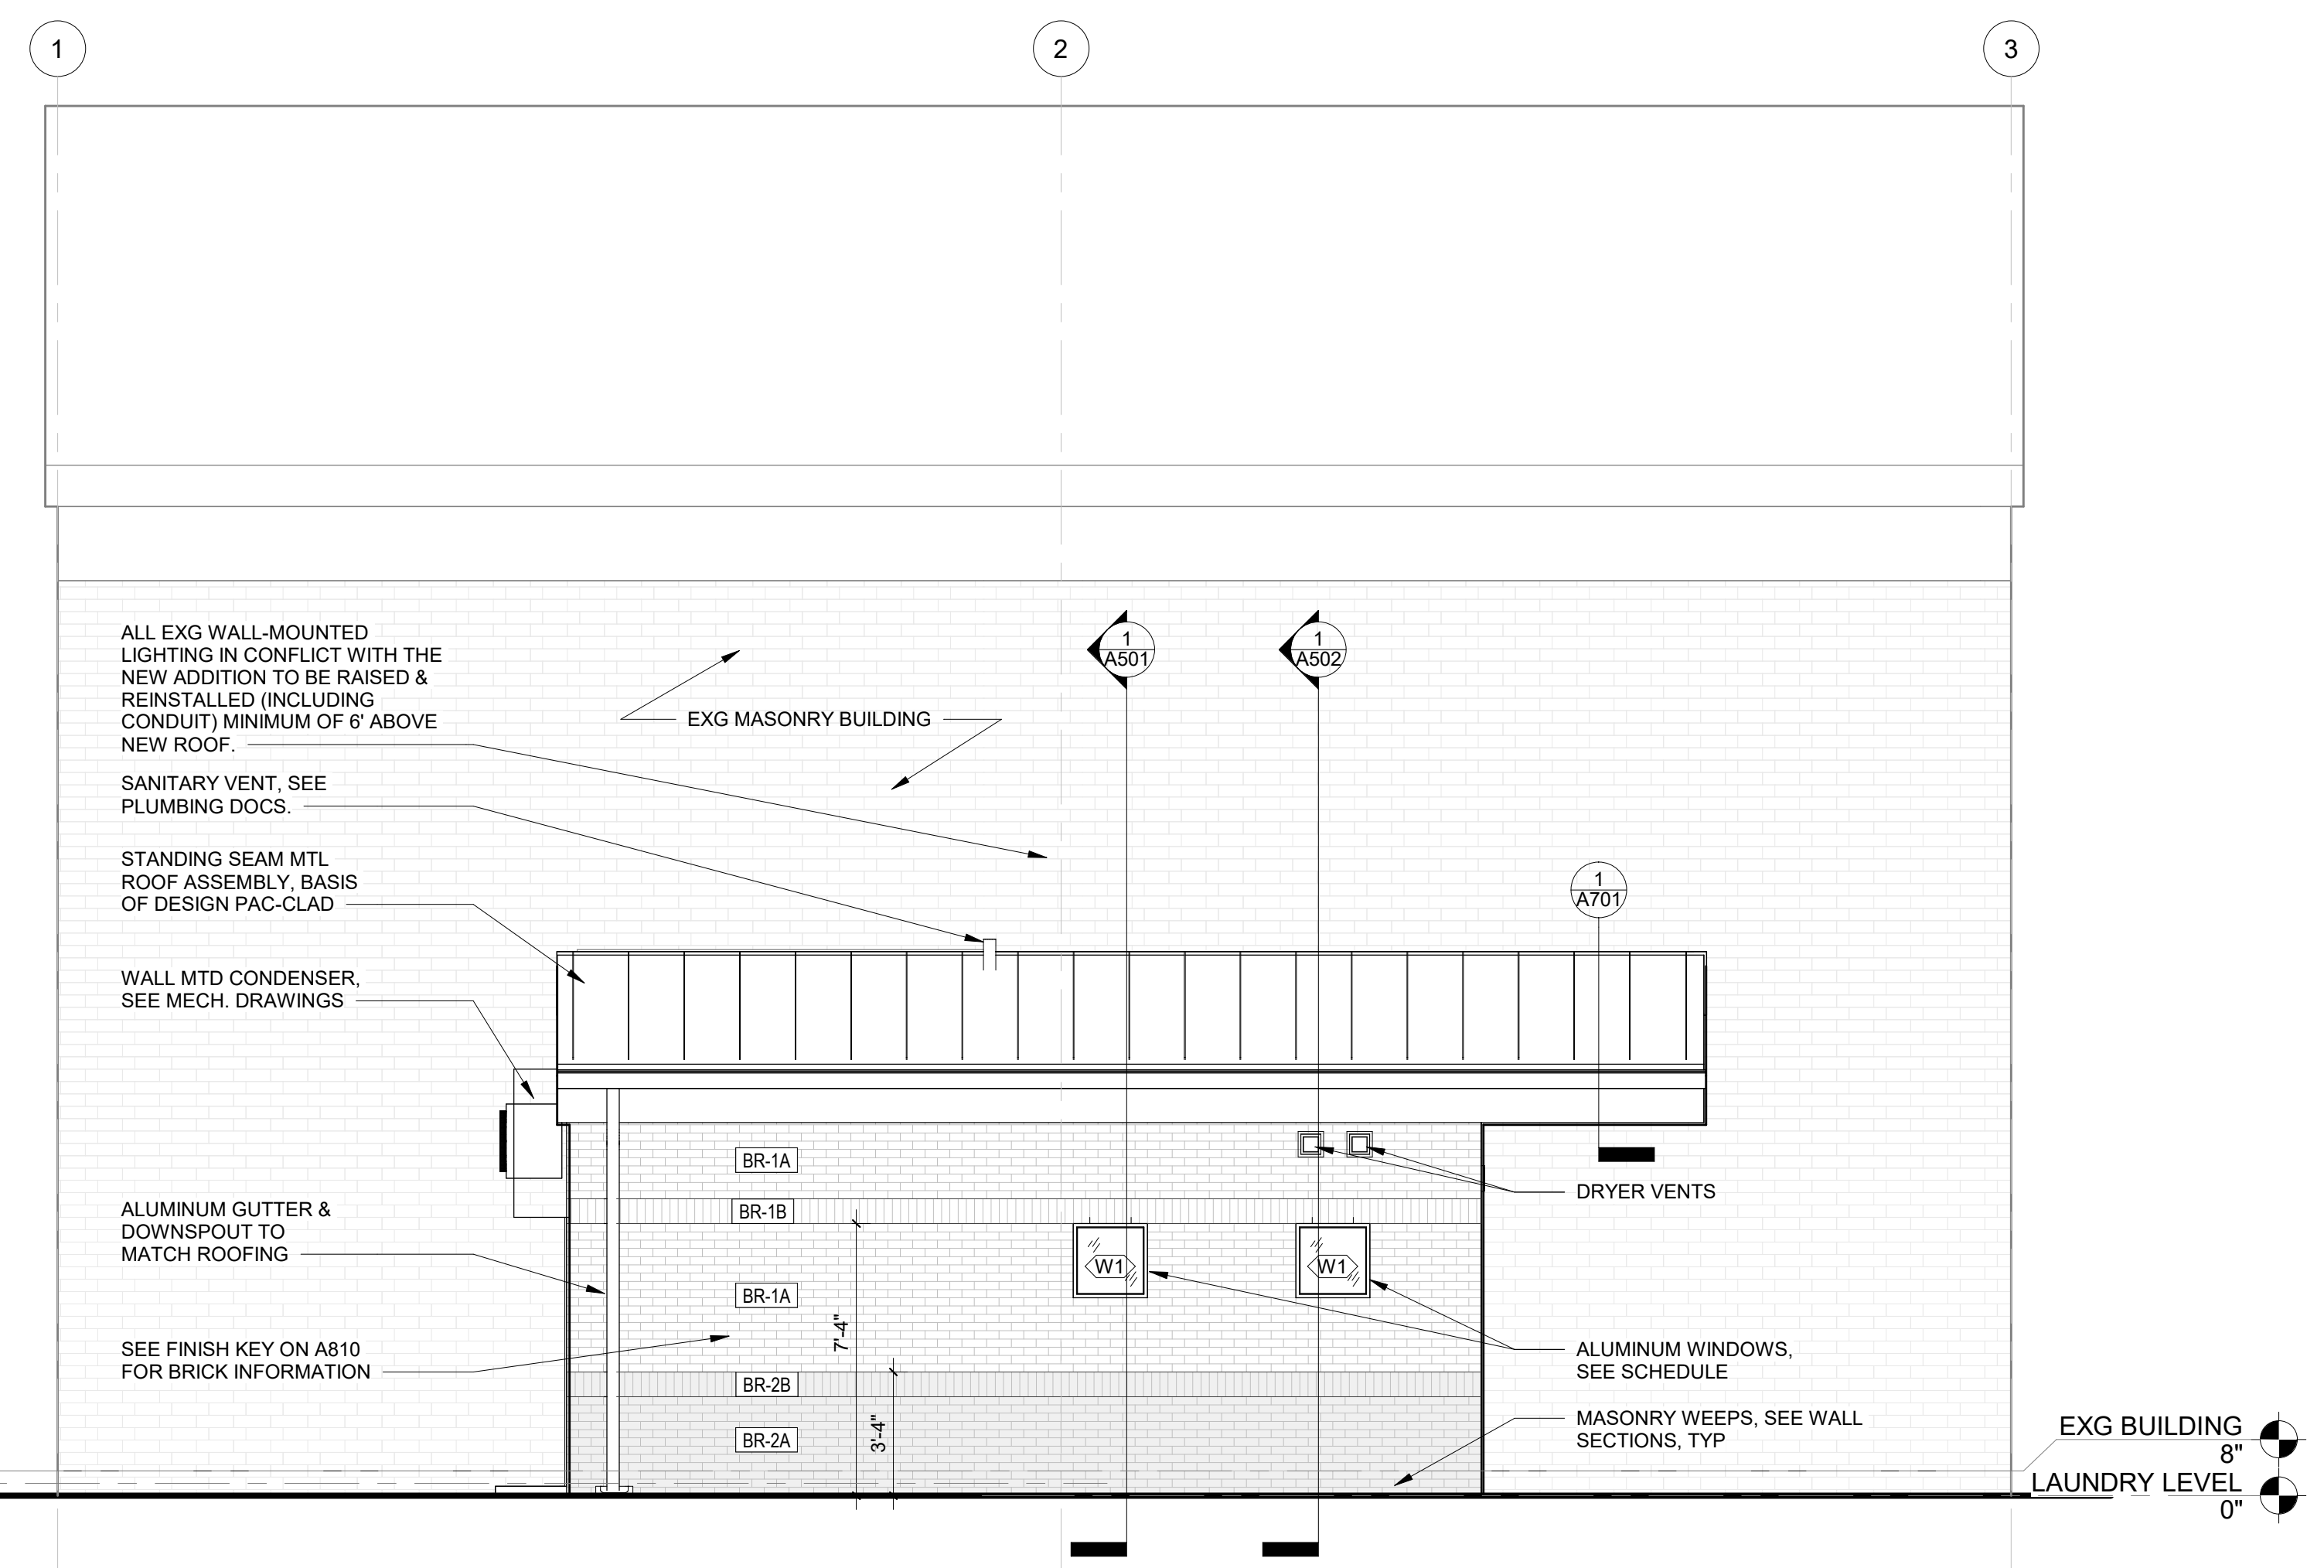 1
2
3
ALL EXG WALL-MOUNTED
LIGHTING IN CONFLICT WITH THE
NEW ADDITION TO BE RAISED &
REINSTALLED (INCLUDING
CONDUIT) MINIMUM OF 6' ABOVE
NEW ROOF.
EXG MASONRY BUILDING
1
A501
1
A502
SANITARY VENT, SEE
PLUMBING DOCS.
STANDING SEAM MTL
ROOF ASSEMBLY, BASIS
OF DESIGN PAC-CLAD
1
A701
WALL MTD CONDENSER,
SEE MECH. DRAWINGS
BR-1A
DRYER VENTS
ALUMINUM GUTTER &
DOWNSPOUT TO
MATCH ROOFING
BR-1B
W1
W1
BR-1A
7'-4"
SEE FINISH KEY ON A810
FOR BRICK INFORMATION
ALUMINUM WINDOWS,
SEE SCHEDULE
BR-2B
3'-4"
BR-2A
MASONRY WEEPS, SEE WALL
SECTIONS, TYP
EXG BUILDING
8"
LAUNDRY LEVEL
0"